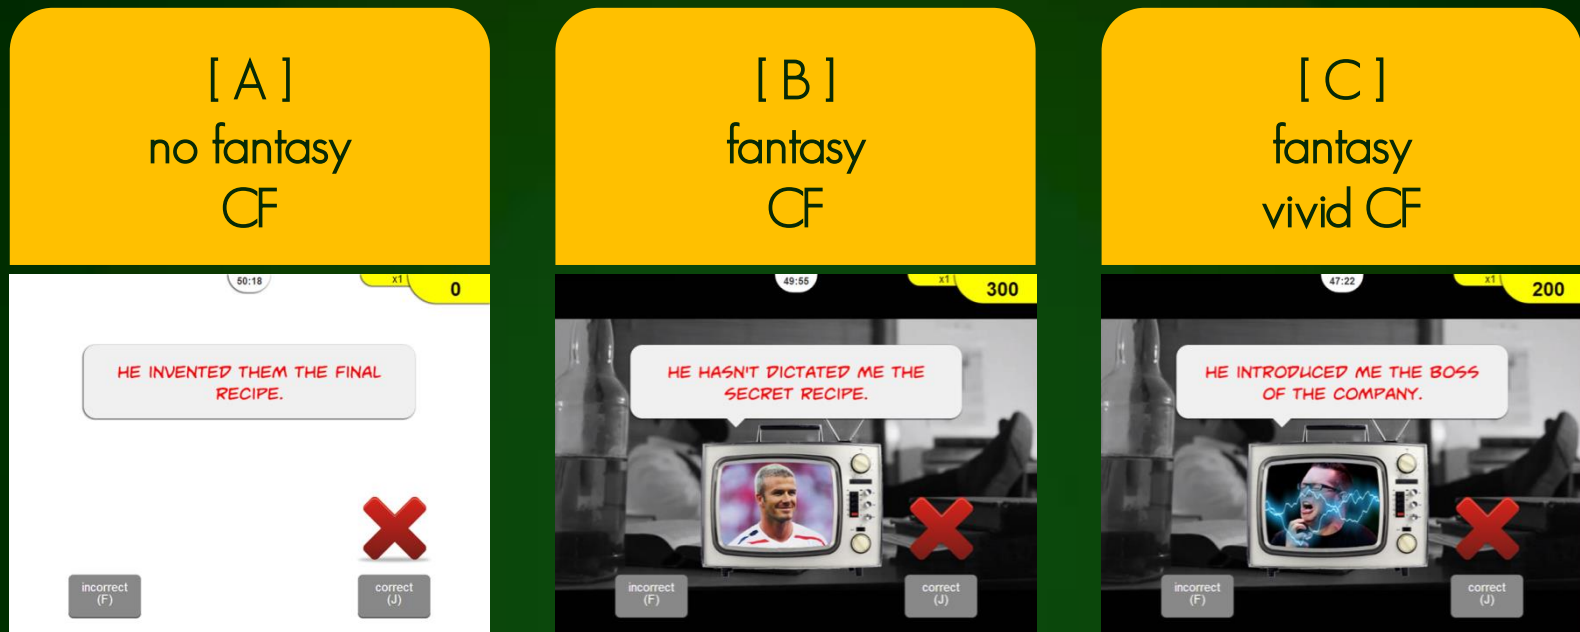 [ A ]
no fantasy
CF
50:18
x1
0
HE INVENTED THEM THE FINAL
RECIPE.
incorrect
(F)
correct
(J)
[ B ]
fantasy
CF
49:55
x1
300
HE HASN'T DICTATED ME THE
SECRET RECIPE.
incorrect
(F)
correct
(J)
[ C ]
fantasy
vivid CF
47:22
x1
200
HE INTRODUCED ME THE BOSS
OF THE COMPANY.
incorrect
(F)
correct
(J)